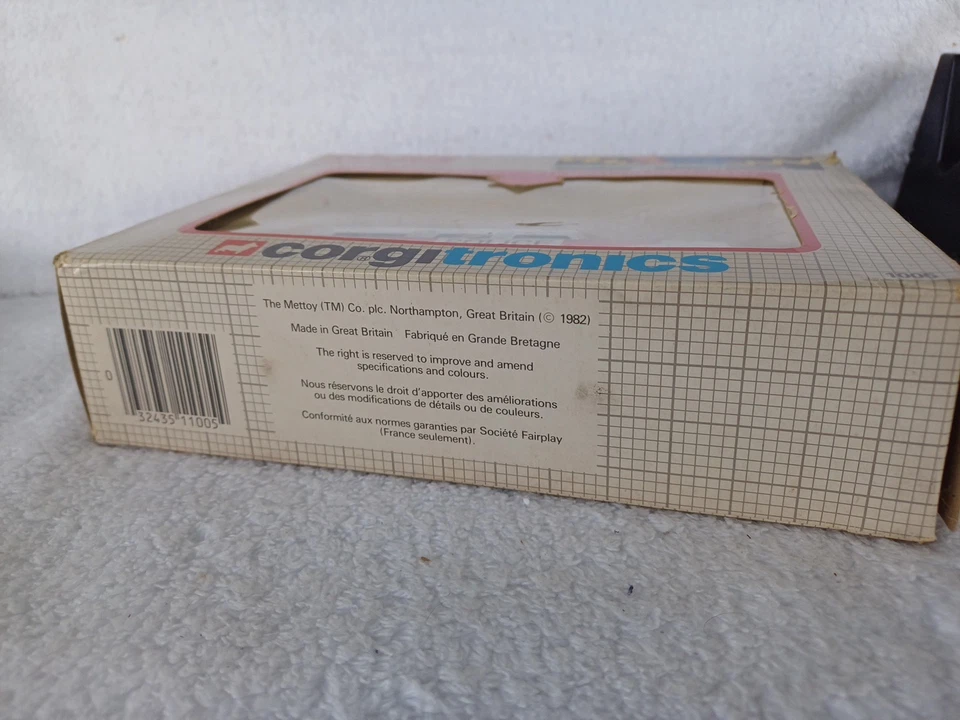 corgitronics
1006
The Mettoy (TM) Co. plc. Northampton, Great Britain (© 1982)
Made in Great Britain Fabriqué en Grande Bretagne
The right is reserved to improve and amend
specifications and colours.
Nous réservons le droit d'apporter des améliorations
ou des modifications de détails ou de couleurs.
Conformité aux normes garanties par Société Fairplay
(France seulement).
0
32435 11005